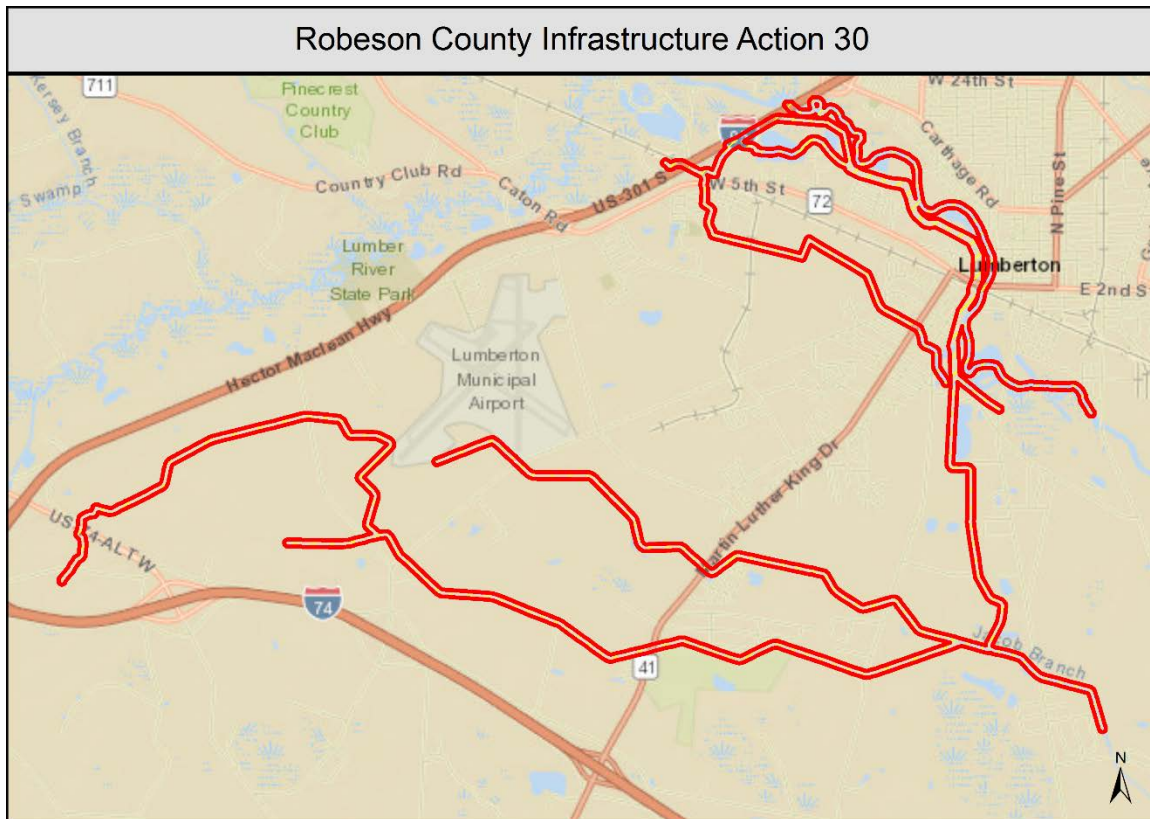 Robeson County Infrastructure Action 30
711
Pinecrest
Country
Club
W 24th St
Kersey Branch
Swamp
Country Club Rd
Caton Rd
US-301 S
W 5th St
72
Carthage Rd
N Pine St
Lumber
River
State Park
Lumberton
E 2nd S
Hector Maclean Hwy
Lumberton
Municipal
Airport
Martin Luther King Dr
US-74-ALT W
74
41
Jacob Branch
N